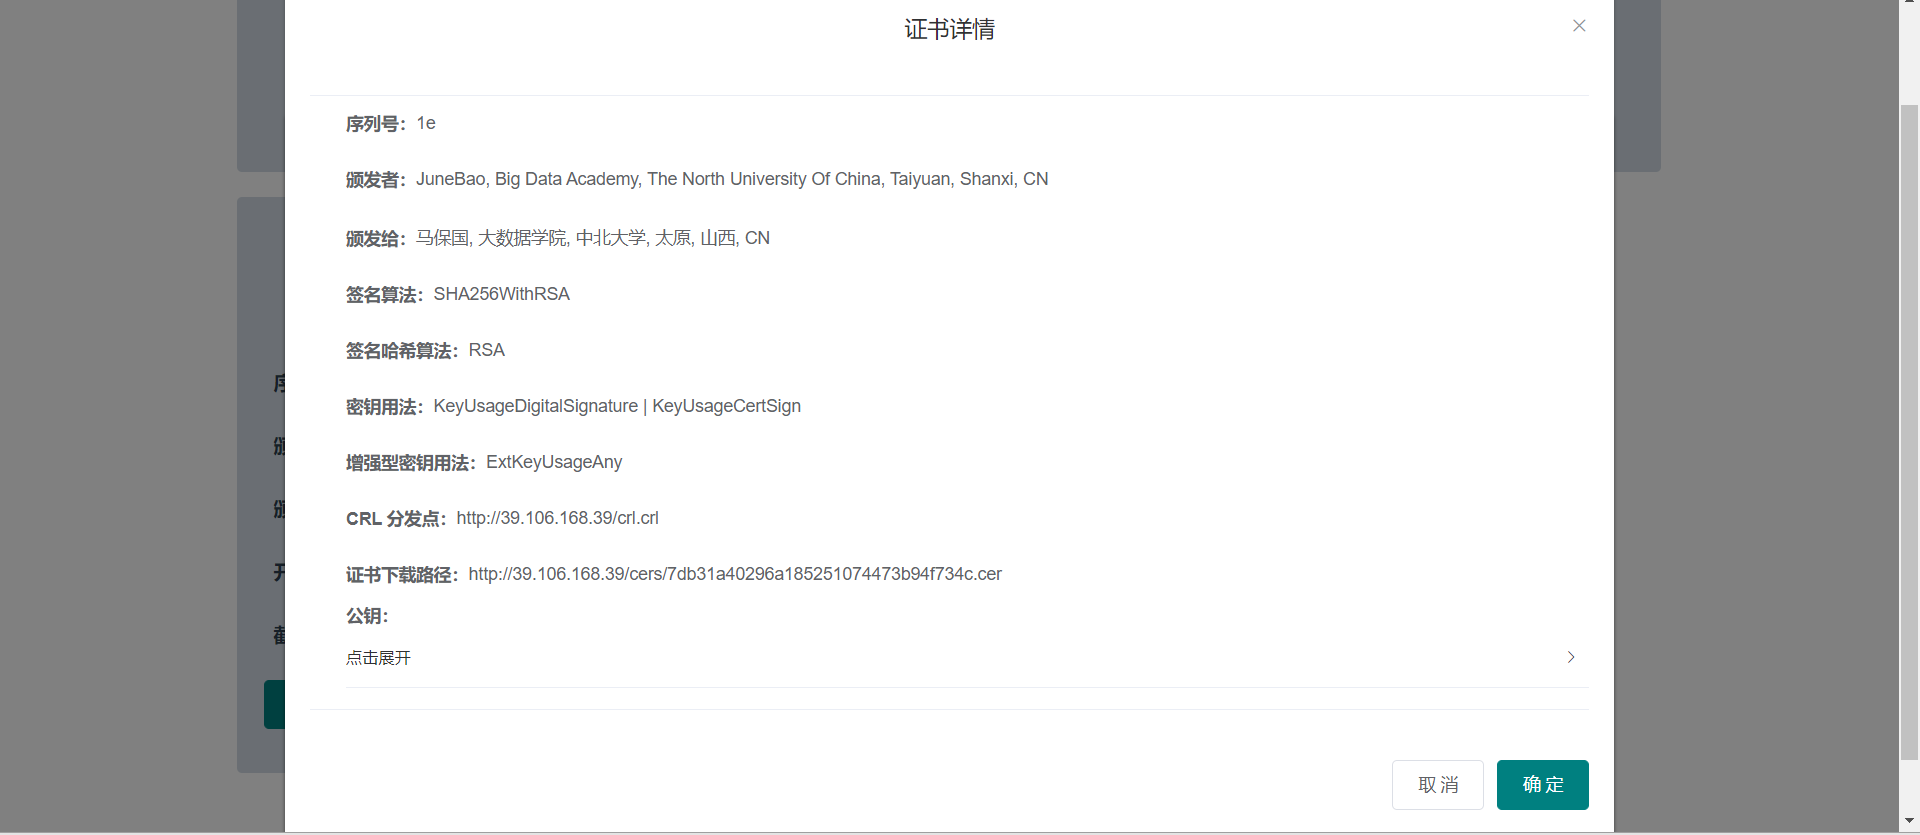 证书详情
序列号：1e
颁发者：JuneBao, Big Data Academy, The North University Of China, Taiyuan, Shanxi, CN
颁发给：马保国, 大数据学院, 中北大学, 太原, 山西, CN
签名算法：SHA256WithRSA
签名哈希算法：RSA
密钥用法：KeyUsageDigitalSignature | KeyUsageCertSign
增强型密钥用法：ExtKeyUsageAny
CRL 分发点：http://39.106.168.39/crl.crl
证书下载路径：http://39.106.168.39/cers/7db31a40296a185251074473b94f734c.cer
公钥：
点击展开
取消 确定